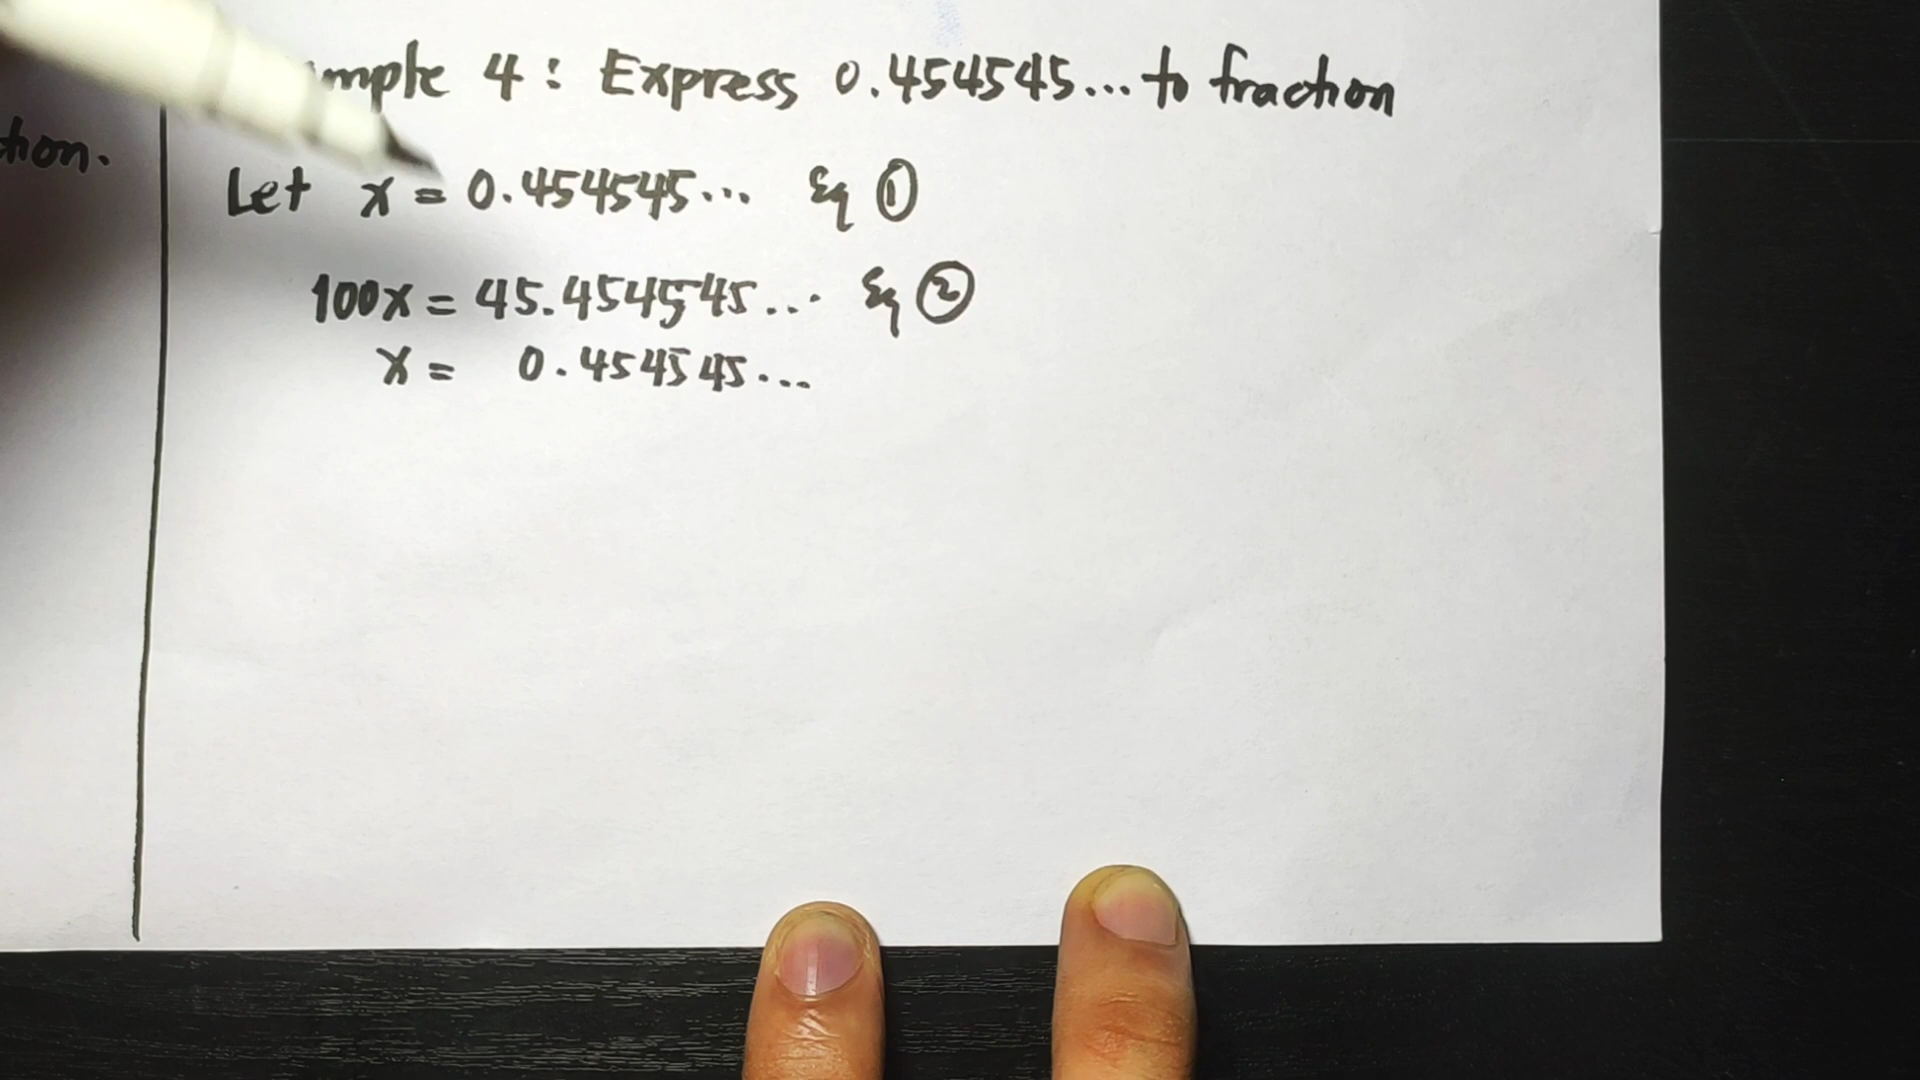 tion.
mple 4 : Express 0.454545... to fraction
Let x = 0.454545... Eq ①
100x = 45.454545... Eq ②
x = 0.454545...